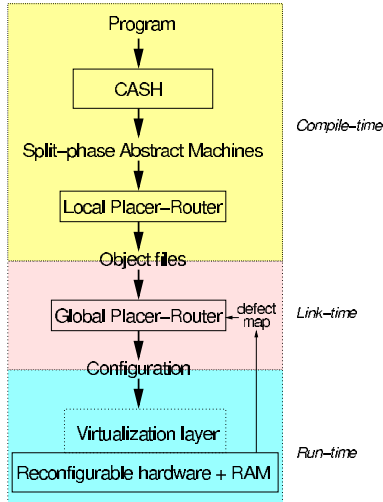 Program
CASH
Compile-time
Split-phase Abstract Machines
Local Placer-Router
Object files
Global Placer-Router
defect
map
Link-time
Configuration
Virtualization layer
Run-time
Reconfigurable hardware + RAM